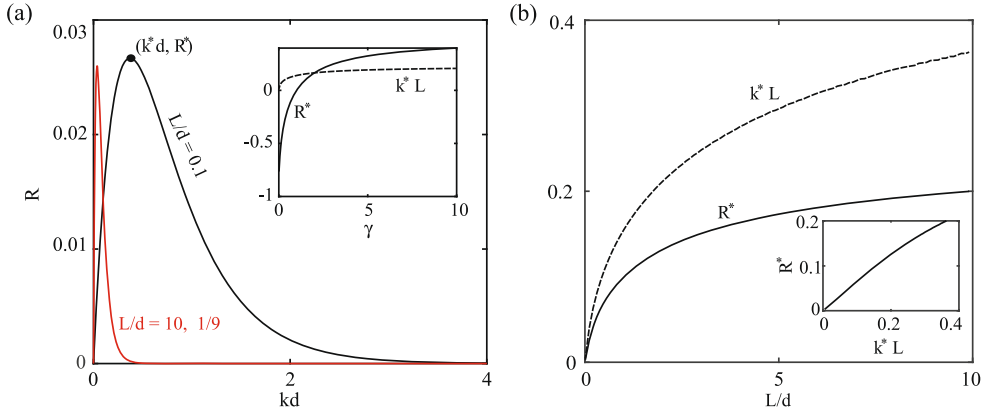 (a)
0.03
0.02
0.01
0
R
(k*d, R*)
L/d = 0.1
L/d = 10, 1/9
0
2
4
kd
0
-0.5
-1
R*
k* L
0
5
10
γ
(b)
0.4
0.2
0
k* L
R*
0
5
10
L/d
0.2
0.1
0
R*
0
0.2
0.4
k* L